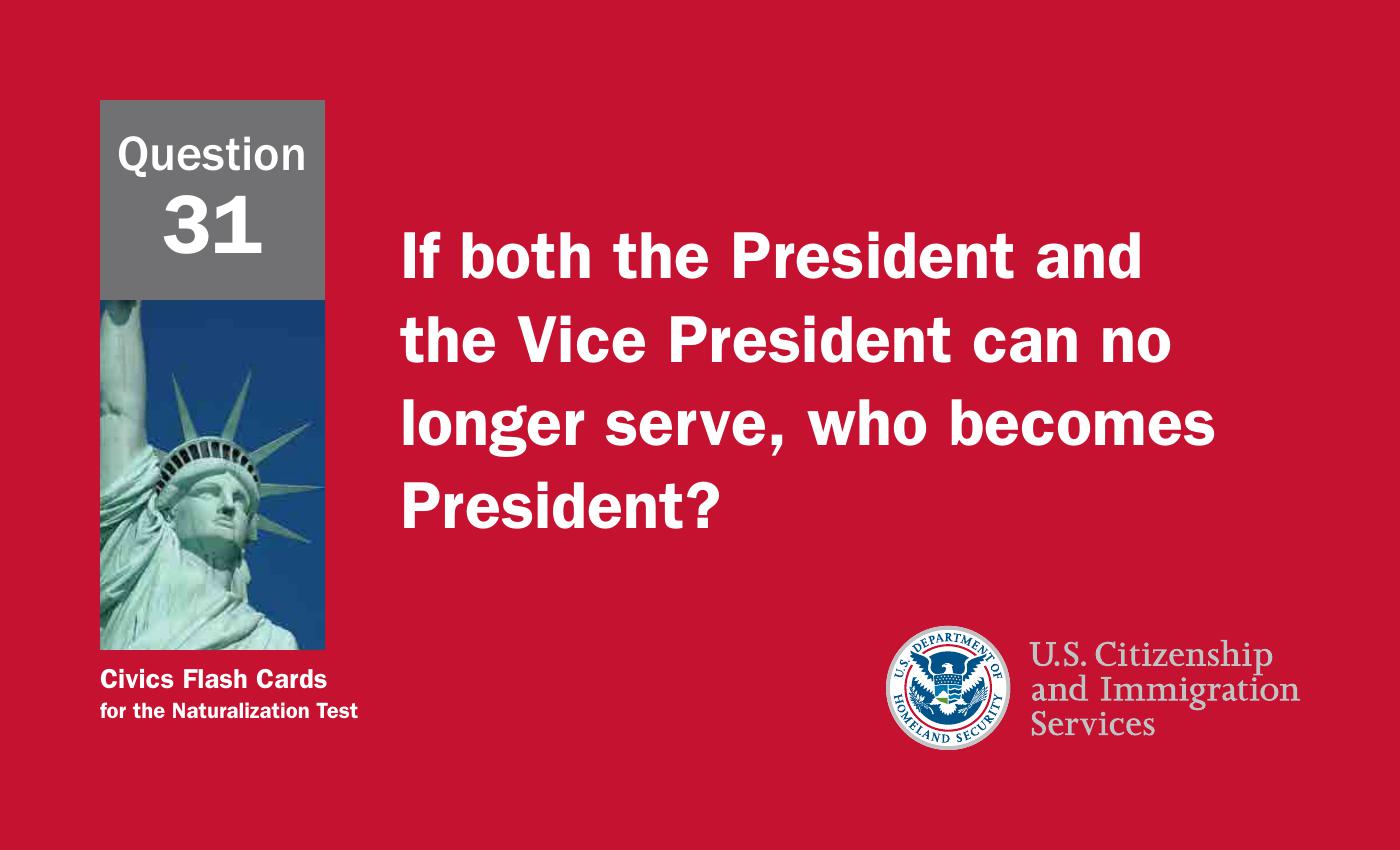 Question
31
If both the President and
the Vice President can no
longer serve, who becomes
President?
Civics Flash Cards
for the Naturalization Test
U.S. DEPARTMENT OF
HOMELAND SECURITY
U.S. Citizenship
and Immigration
Services